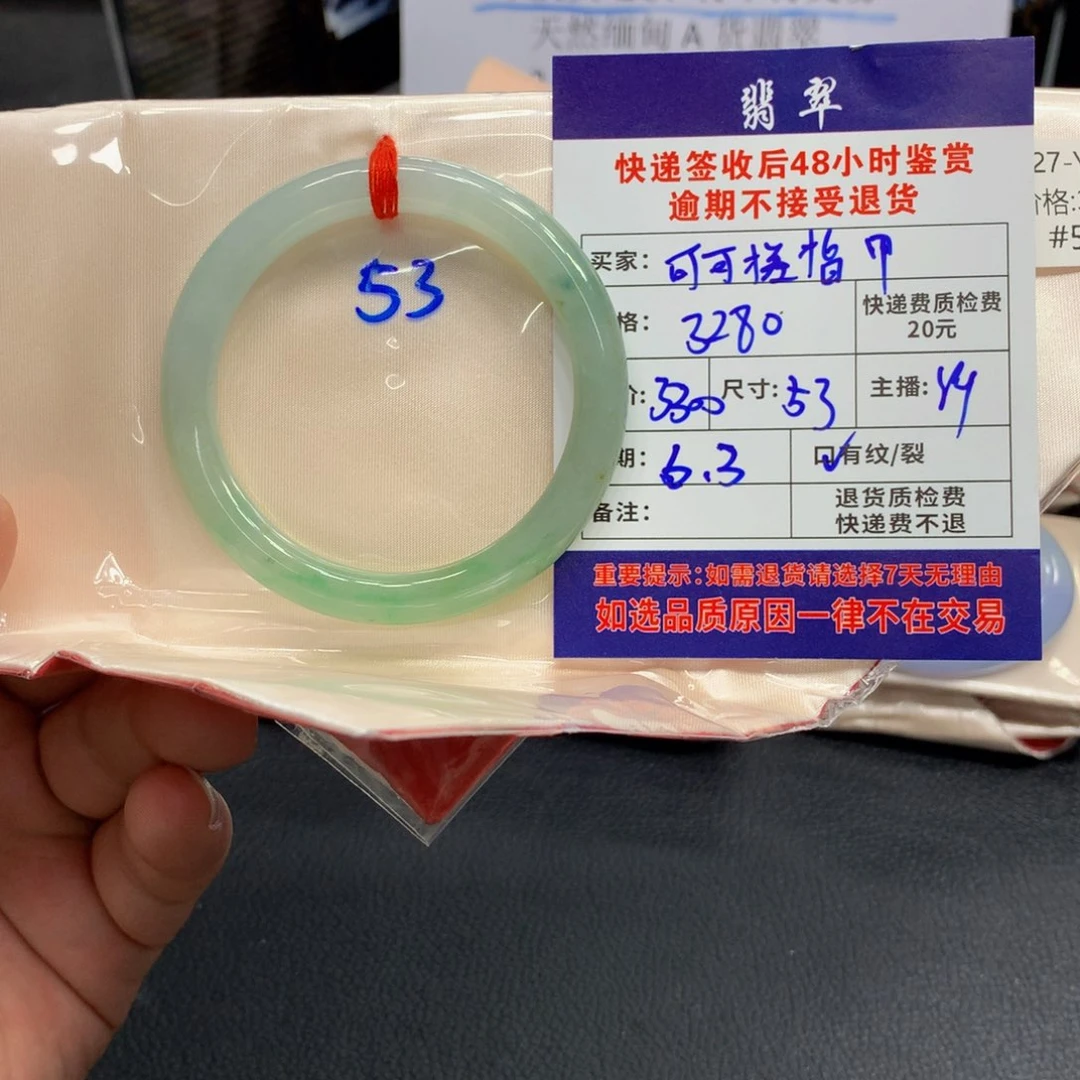 天然缅甸A货翡翠
翡翠
快递签收后48小时鉴赏
逾期不接受退货
买家: 可可搓指甲
格: 3280
快递费质检费
20元
价: 3300 尺寸: 53 主播: YY
期: 6.3 口有纹/裂
备注:
退货质检费
快递费不退
重要提示:如需退货请选择7天无理由
如选品质原因一律不在交易
53
27-Y
价格:
#5